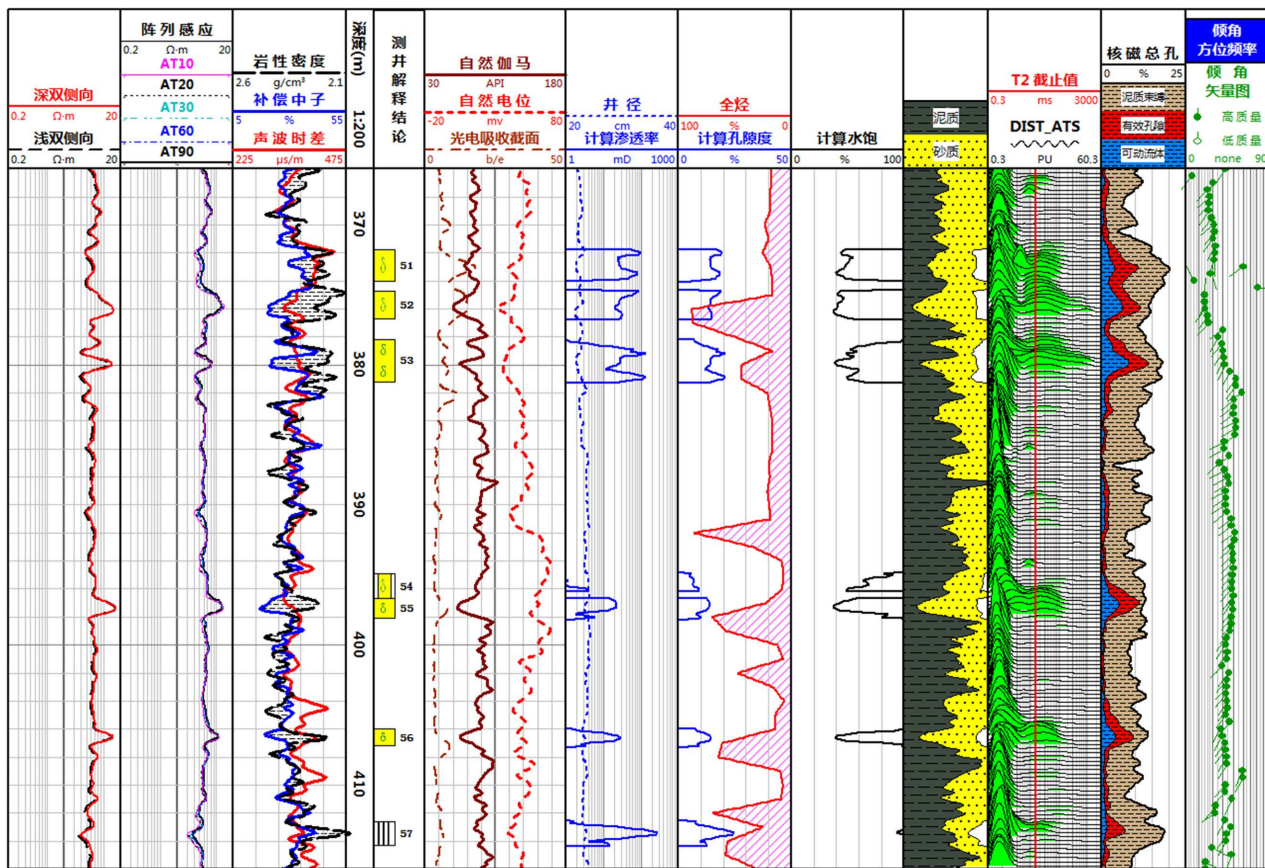 深双侧向
0.2 Ω·m 20
浅双侧向
0.2 Ω·m 20
阵列感应
0.2 Ω·m 20
AT10
AT20
AT30
AT60
AT90
岩性密度
2.6 g/cm³ 2.1
补偿中子
5 % 55
声波时差
225 μs/m 475
深度(m)
1:200
测井解释结论
自然伽马
30 API 180
自然电位
-20 mv 80
光电吸收截面
0 b/e 50
井径
20 cm 40
计算渗透率
1 mD 1000
全烃
100 % 0
计算孔隙度
0 % 50
计算水饱
0 % 100
泥质
砂质
T2 截止值
0.3 ms 3000
DIST_ATS
0.3 PU 60.3
核磁总孔
0 % 25
泥质束缚
有效孔隙
可动流体
倾角
方位频率
倾角
矢量图
高质量
低质量
0 none 90
370
380
390
400
410
51
52
53
54
55
56
57